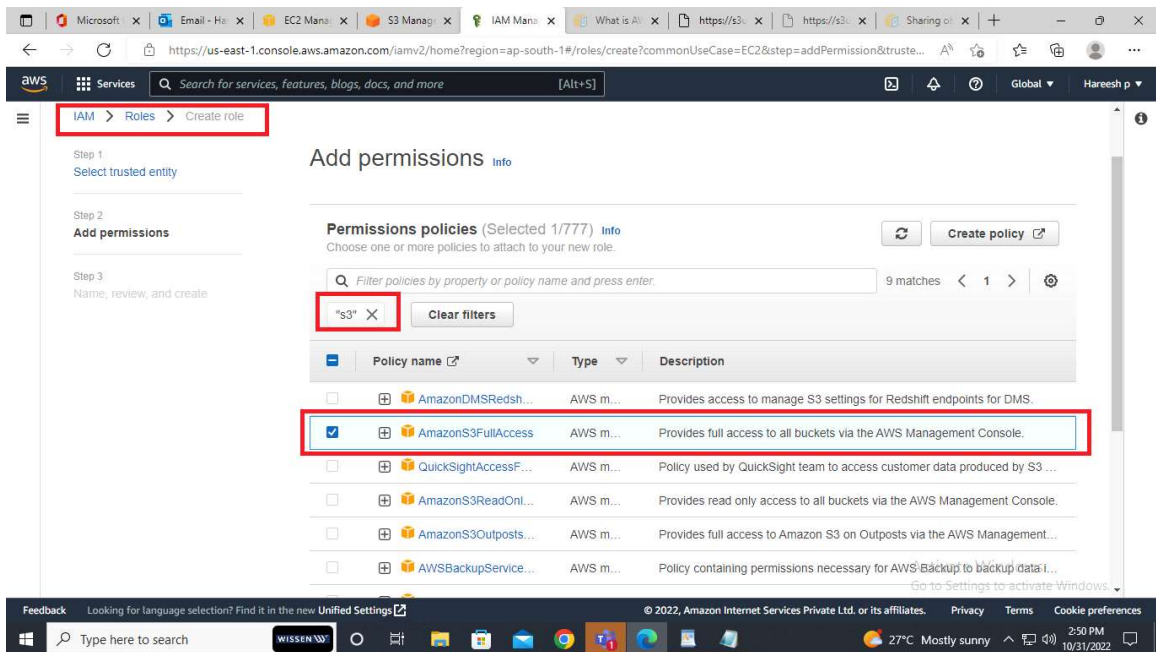 Microsoft
Email - Ha
EC2 Mana
S3 Manag
IAM Mana
What is A
https://s3
https://s3
Sharing o
https://us-east-1.console.aws.amazon.com/iamv2/home?region=ap-south-1#/roles/create?commonUseCase=EC2&step=addPermission&truste...
aws Services Search for services, features, blogs, docs, and more [Alt+S] Global Hareesh p
IAM > Roles > Create role
Step 1
Select trusted entity
Step 2
Add permissions
Step 3
Name, review, and create
Add permissions Info
Permissions policies (Selected 1/777) Info
Choose one or more policies to attach to your new role.
Create policy
Filter policies by property or policy name and press enter.
9 matches < 1 >
"s3" X Clear filters
Policy name Type Description
AmazonDMSRedsh... AWS m... Provides access to manage S3 settings for Redshift endpoints for DMS.
AmazonS3FullAccess AWS m... Provides full access to all buckets via the AWS Management Console.
QuickSightAccessF... AWS m... Policy used by QuickSight team to access customer data produced by S3 ...
AmazonS3ReadOnl... AWS m... Provides read only access to all buckets via the AWS Management Console.
AmazonS3Outposts... AWS m... Provides full access to Amazon S3 on Outposts via the AWS Management...
AWSBackupService... AWS m... Policy containing permissions necessary for AWS Backup to backup data i...
Activate Windows
Go to Settings to activate Windows.
Feedback Looking for language selection? Find it in the new Unified Settings © 2022, Amazon Internet Services Private Ltd. or its affiliates. Privacy Terms Cookie preferences
Type here to search WISSEN 27°C Mostly sunny 2:50 PM
10/31/2022